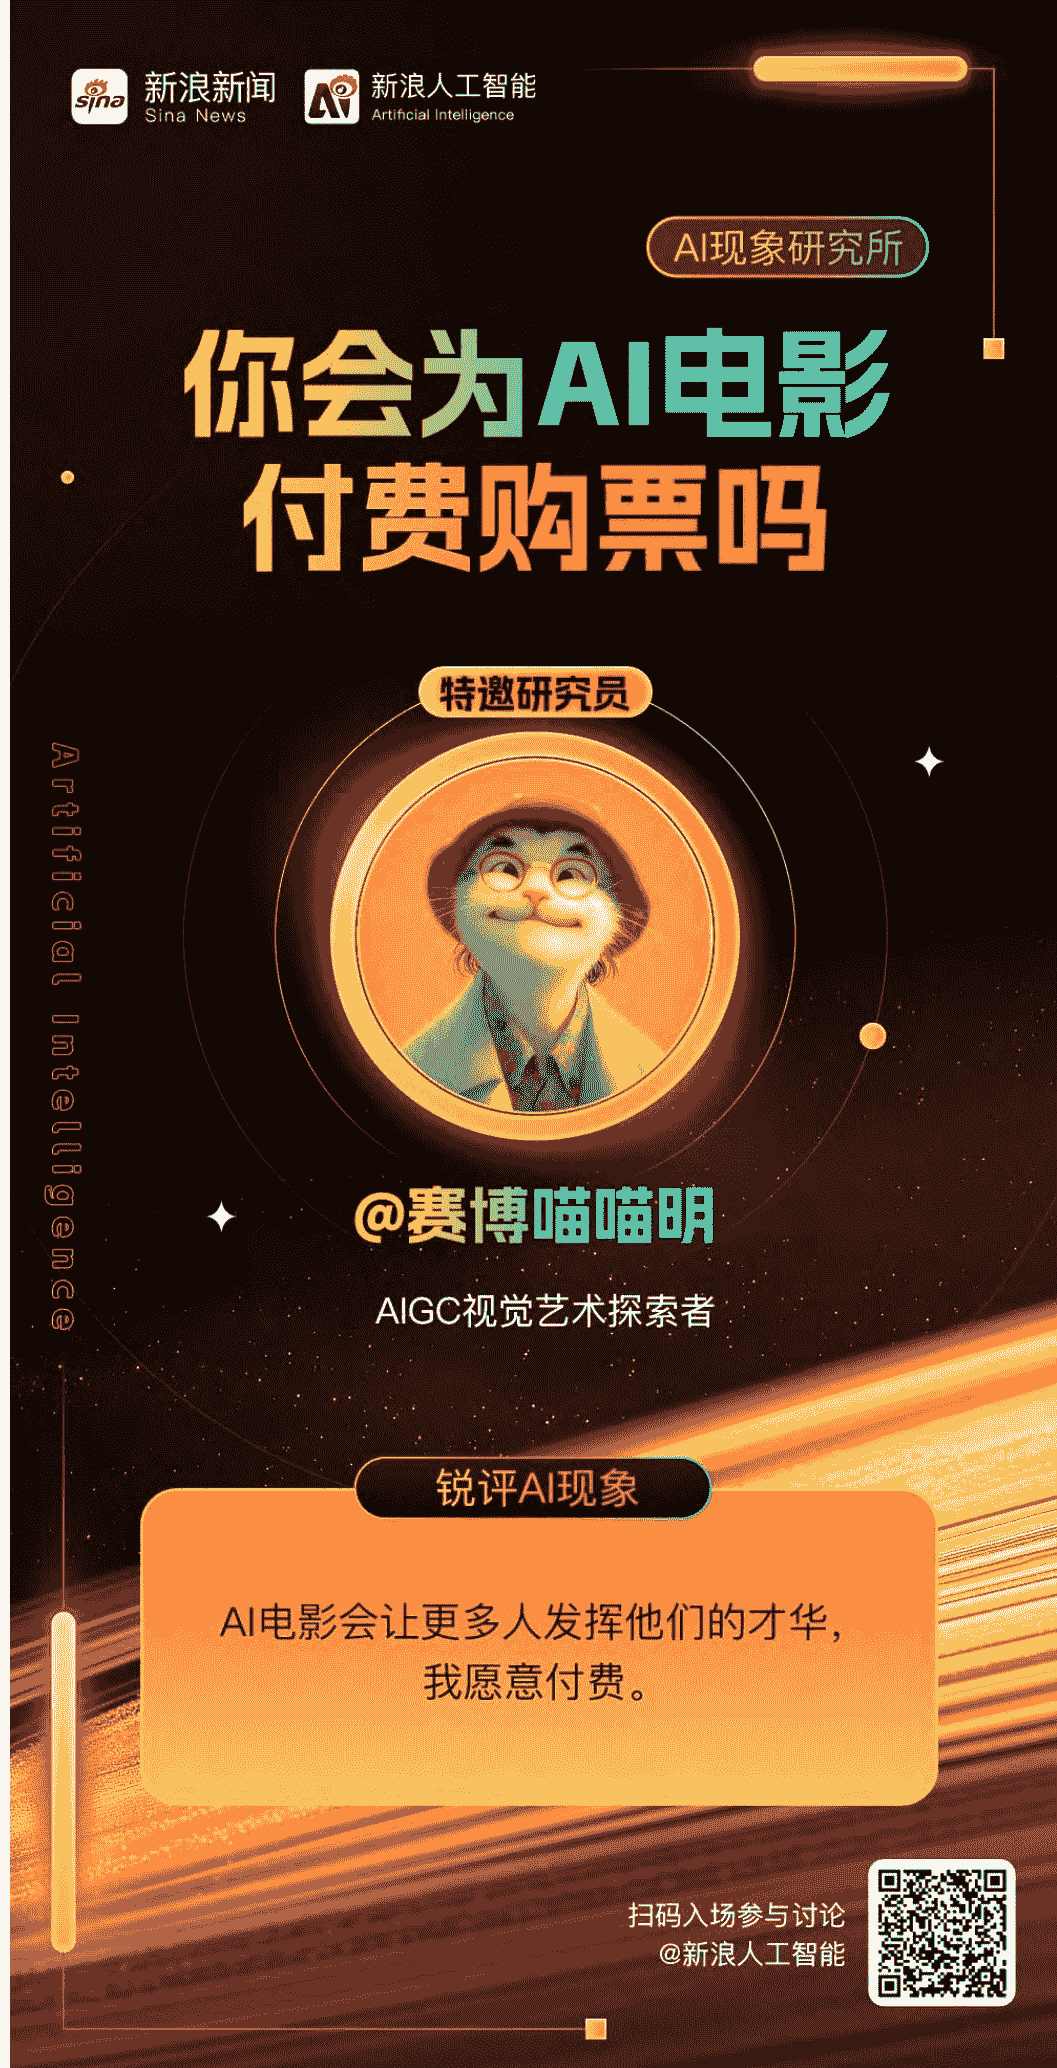 sina
新浪新闻
Sina News
AI
新浪人工智能
Artificial Intelligence
AI现象研究所
你会为AI电影
付费购票吗
特邀研究员
Artificial Intelligence
@赛博喵喵明
AIGC视觉艺术探索者
锐评AI现象
AI电影会让更多人发挥他们的才华，
我愿意付费。
扫码入场参与讨论
@新浪人工智能